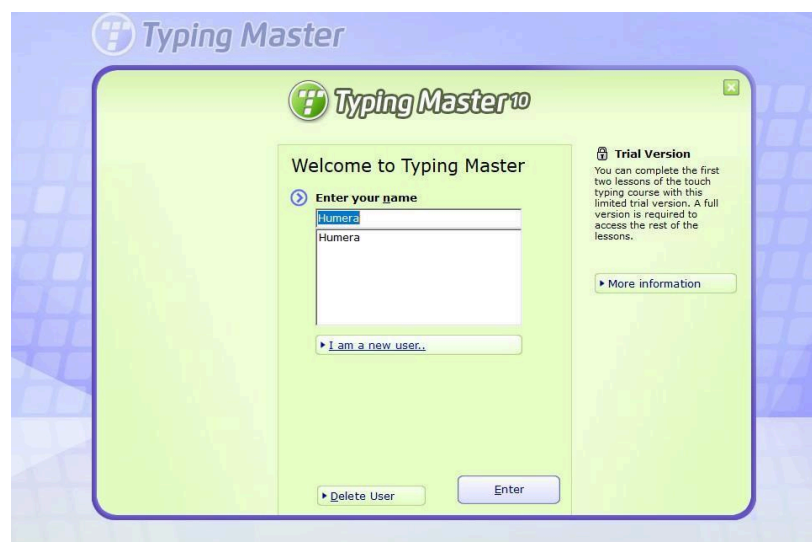 Typing Master
Typing Master 10
Welcome to Typing Master
Enter your name
Humera
Humera
I am a new user..
Delete User
Enter
Trial Version
You can complete the first
two lessons of the touch
typing course with this
limited trial version. A full
version is required to
access the rest of the
lessons.
More information